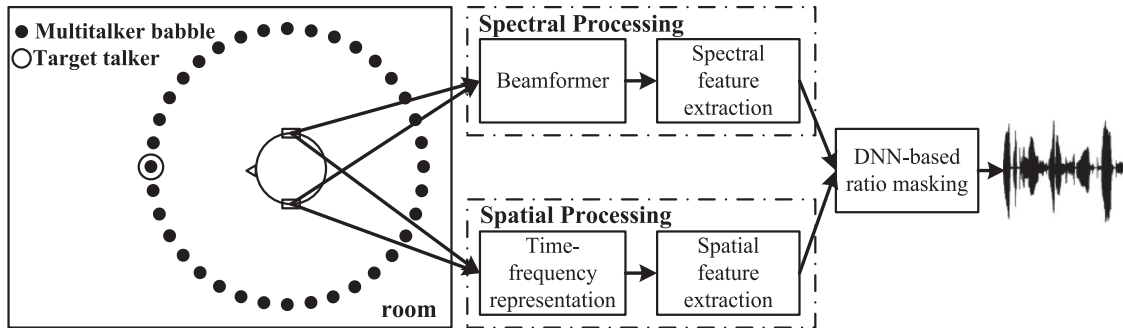 Multitalker babble
Target talker
room
Spectral Processing
Beamformer
Spectral
feature
extraction
Spatial Processing
Time-
frequency
representation
Spatial
feature
extraction
DNN-based
ratio masking